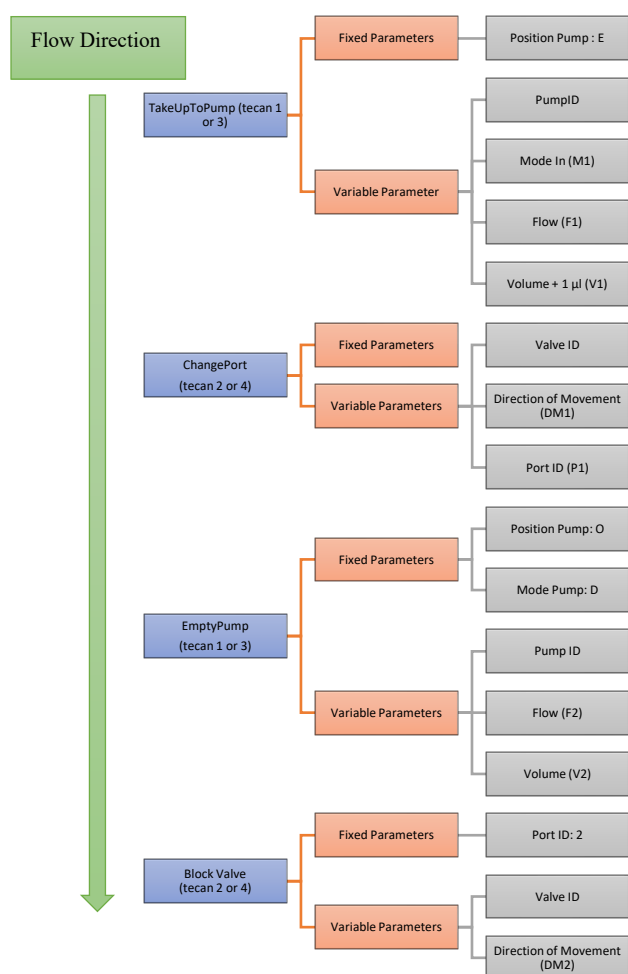 Flow Direction
Fixed Parameters
Position Pump : E
TakeUpToPump (tecan 1
or 3)
PumpID
Mode In (M1)
Variable Parameter
Flow (F1)
Volume + 1 µl (V1)
Fixed Parameters
Valve ID
ChangePort
(tecan 2 or 4)
Variable Parameters
Direction of Movement
(DM1)
Port ID (P1)
Position Pump: O
Fixed Parameters
Mode Pump: D
EmptyPump
(tecan 1 or 3)
Pump ID
Variable Parameters
Flow (F2)
Volume (V2)
Fixed Parameters
Port ID: 2
Block Valve
(tecan 2 or 4)
Valve ID
Variable Parameters
Direction of Movement
(DM2)